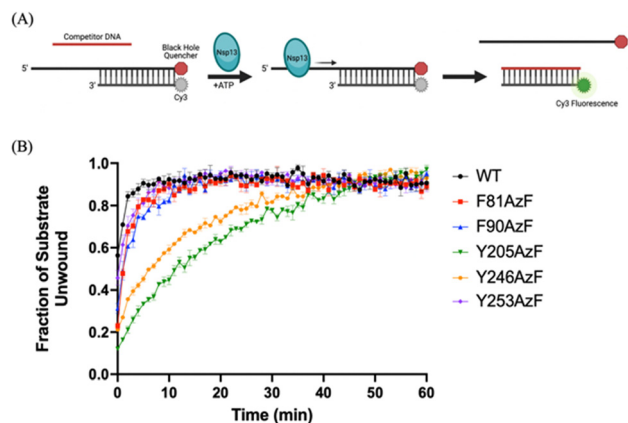 (A)
Competitor DNA
Black Hole
Quencher
5'
3'
Cy3
Nsp13
+ATP
Nsp13
5'
3'
Cy3 Fluorescence
(B)
Fraction of Substrate
Unwound
1.0
0.8
0.6
0.4
0.2
0.0
0 10 20 30 40 50 60
Time (min)
WT
F81AzF
F90AzF
Y205AzF
Y246AzF
Y253AzF